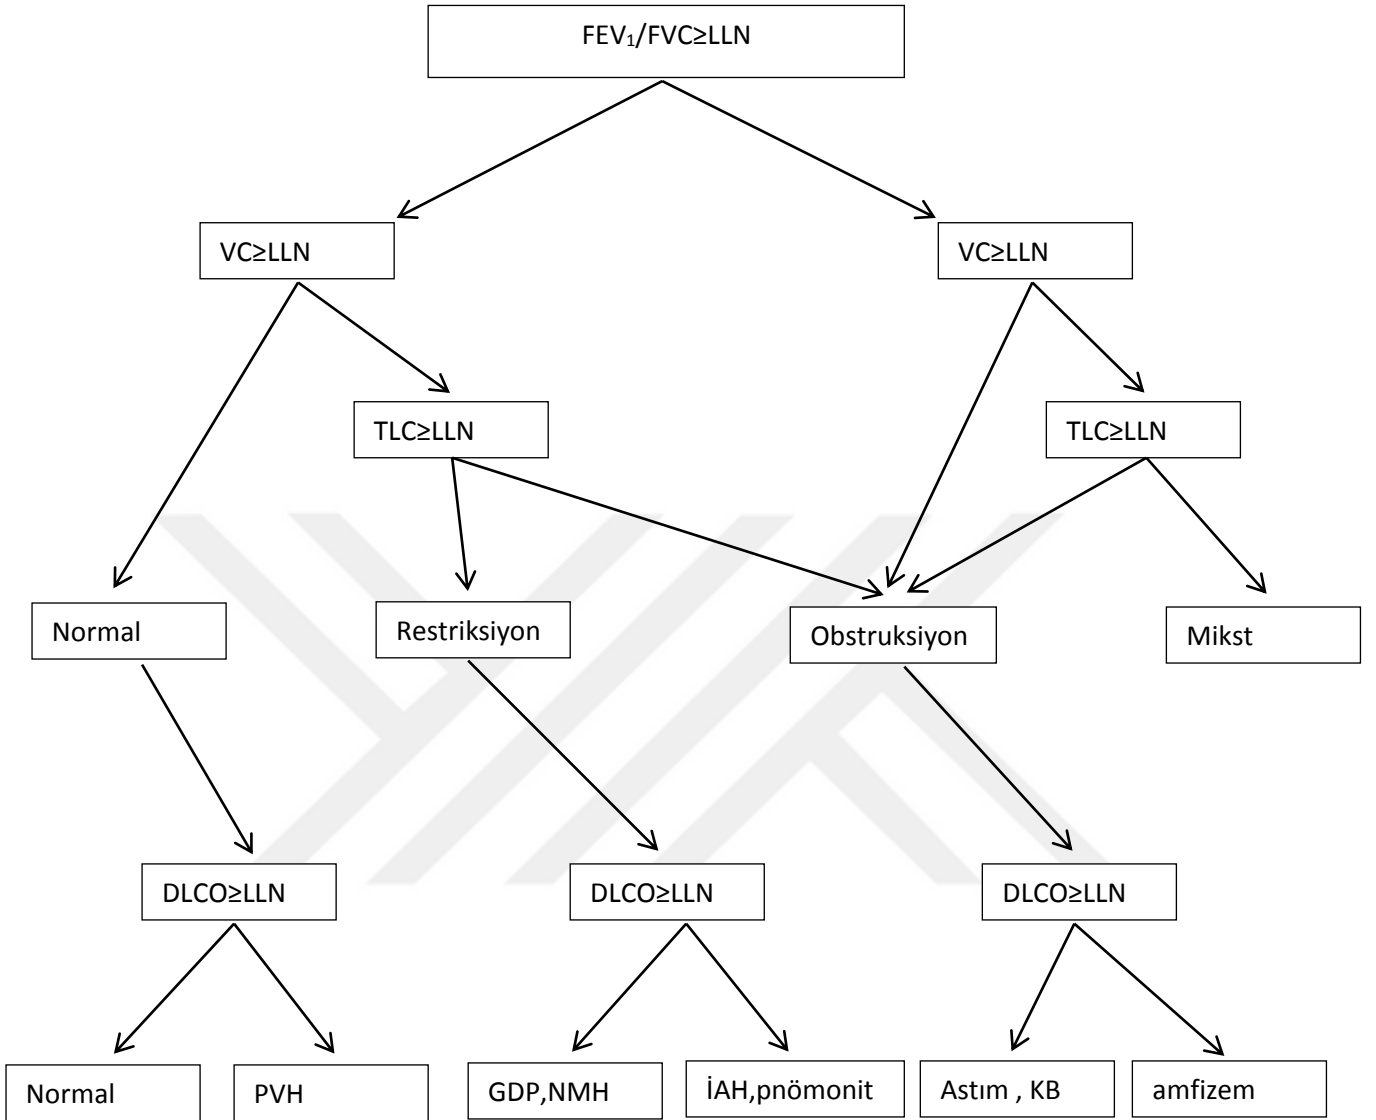 FEV₁/FVC≥LLN
VC≥LLN
VC≥LLN
TLC≥LLN
TLC≥LLN
Normal
Restriksiyon
Obstruksiyon
Mikst
DLCO≥LLN
DLCO≥LLN
DLCO≥LLN
Normal
PVH
GDP,NMH
İAH,pnömonit
Astım , KB
amfizem